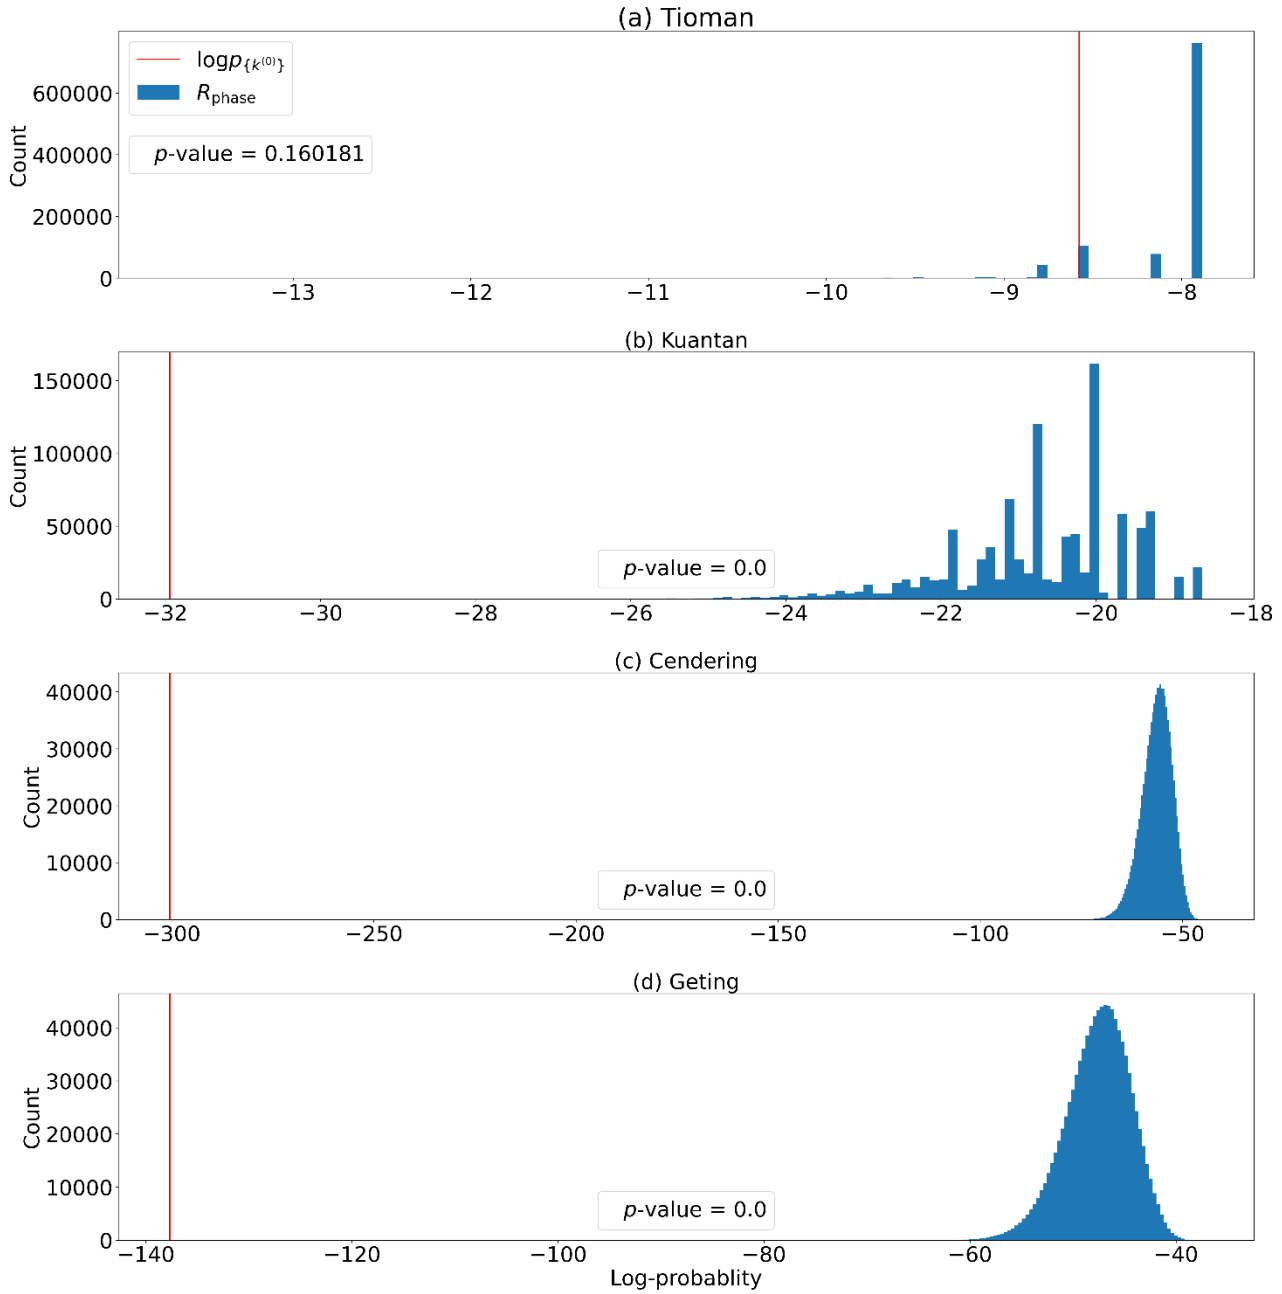 (a) Tioman
logp_{k^(0)}
R_phase
p-value = 0.160181
Count
600000
400000
200000
0
−13 −12 −11 −10 −9 −8
(b) Kuantan
Count
150000
100000
50000
0
p-value = 0.0
−32 −30 −28 −26 −24 −22 −20 −18
(c) Cendering
Count
40000
30000
20000
10000
0
p-value = 0.0
−300 −250 −200 −150 −100 −50
(d) Geting
Count
40000
30000
20000
10000
0
p-value = 0.0
−140 −120 −100 −80 −60 −40
Log-probablity